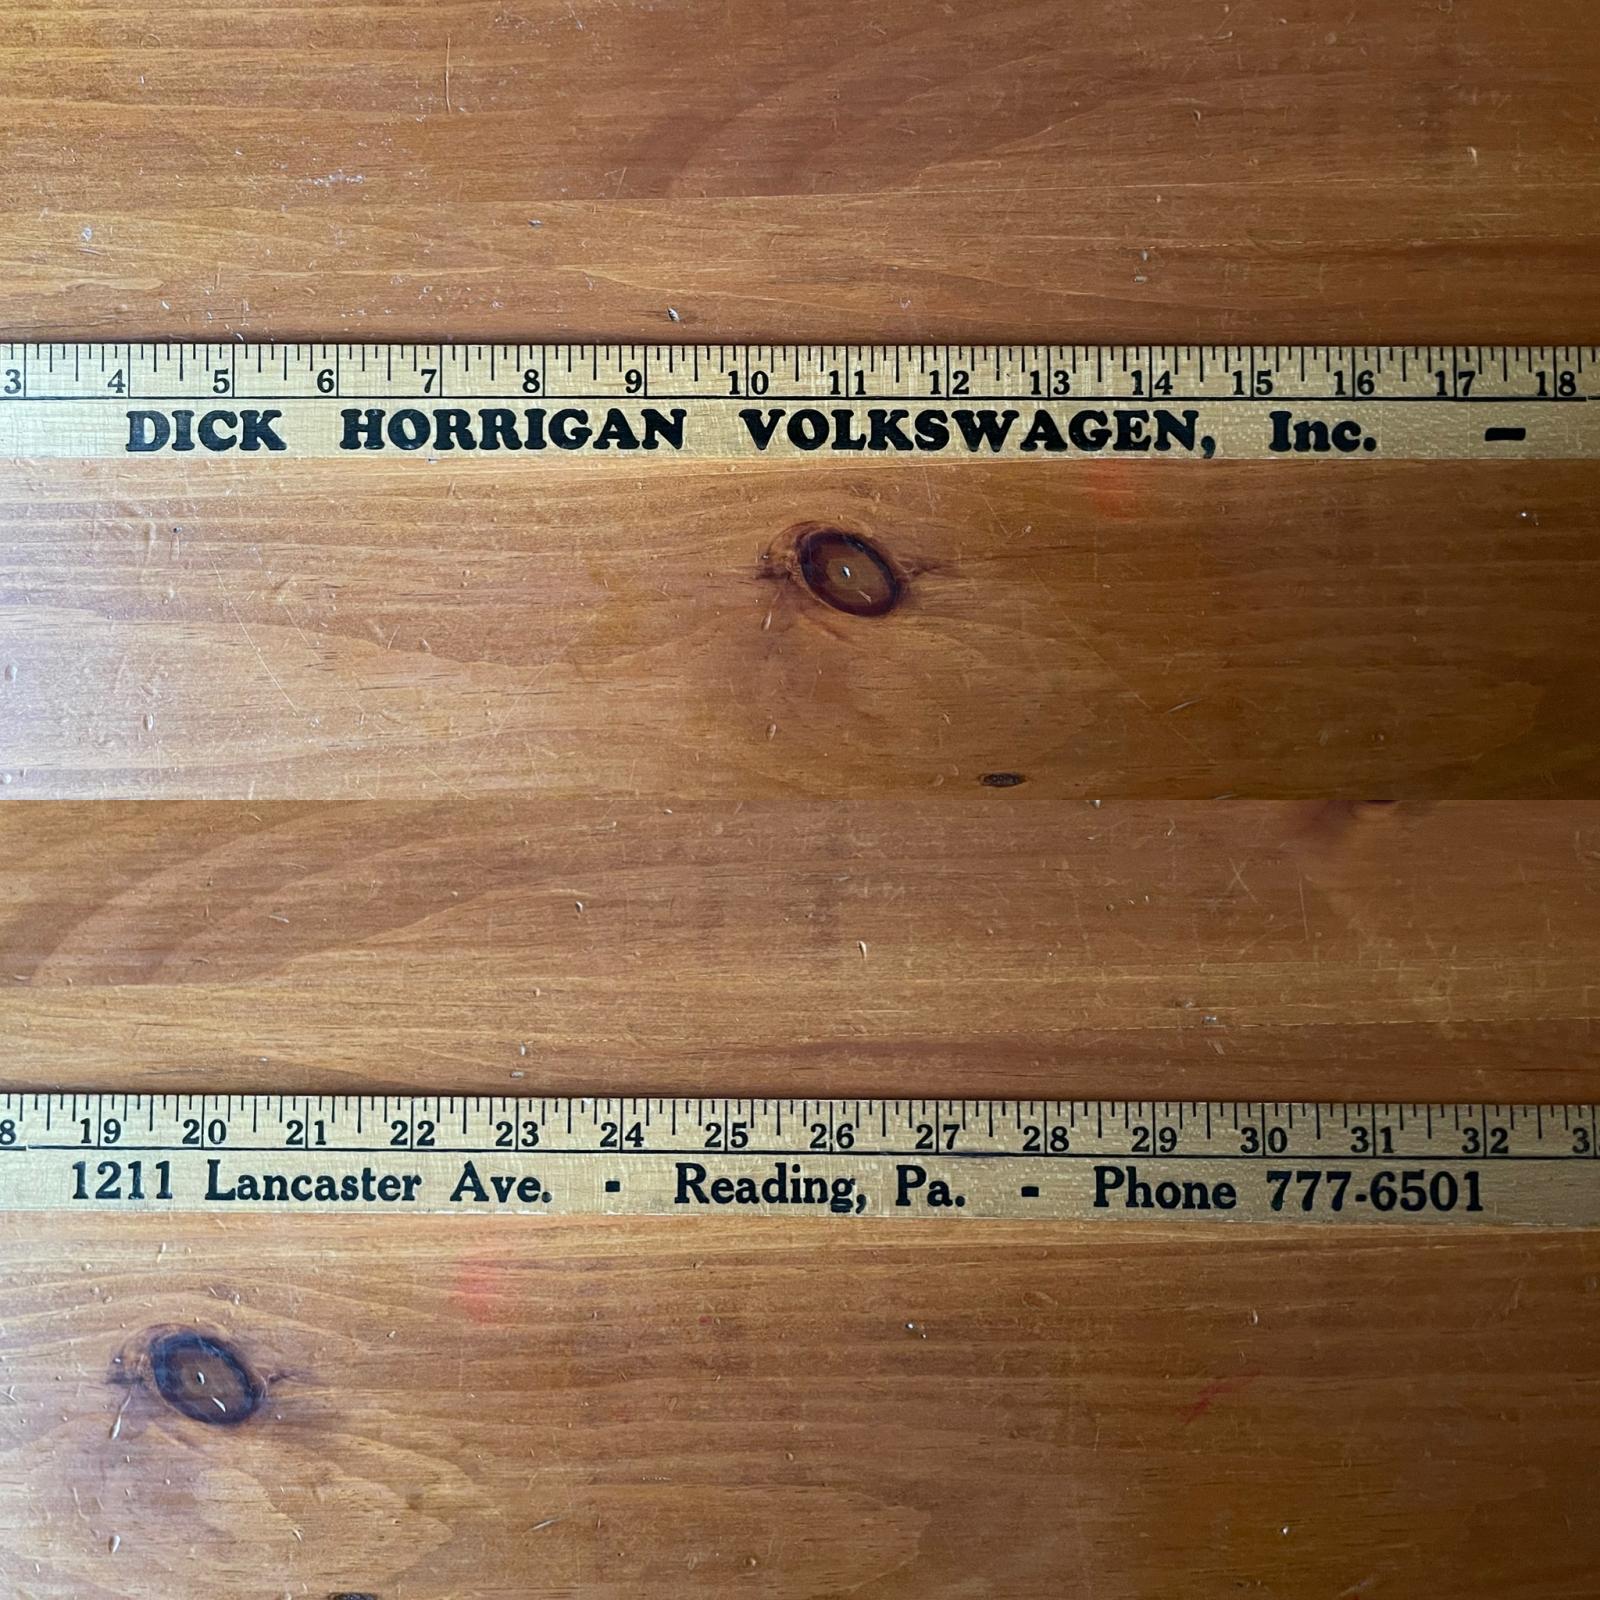 3 4 5 6 7 8 9 10 11 12 13 14 15 16 17 18
DICK HORRIGAN VOLKSWAGEN, Inc. -
8 19 20 21 22 23 24 25 26 27 28 29 30 31 32 3
1211 Lancaster Ave. - Reading, Pa. - Phone 777-6501